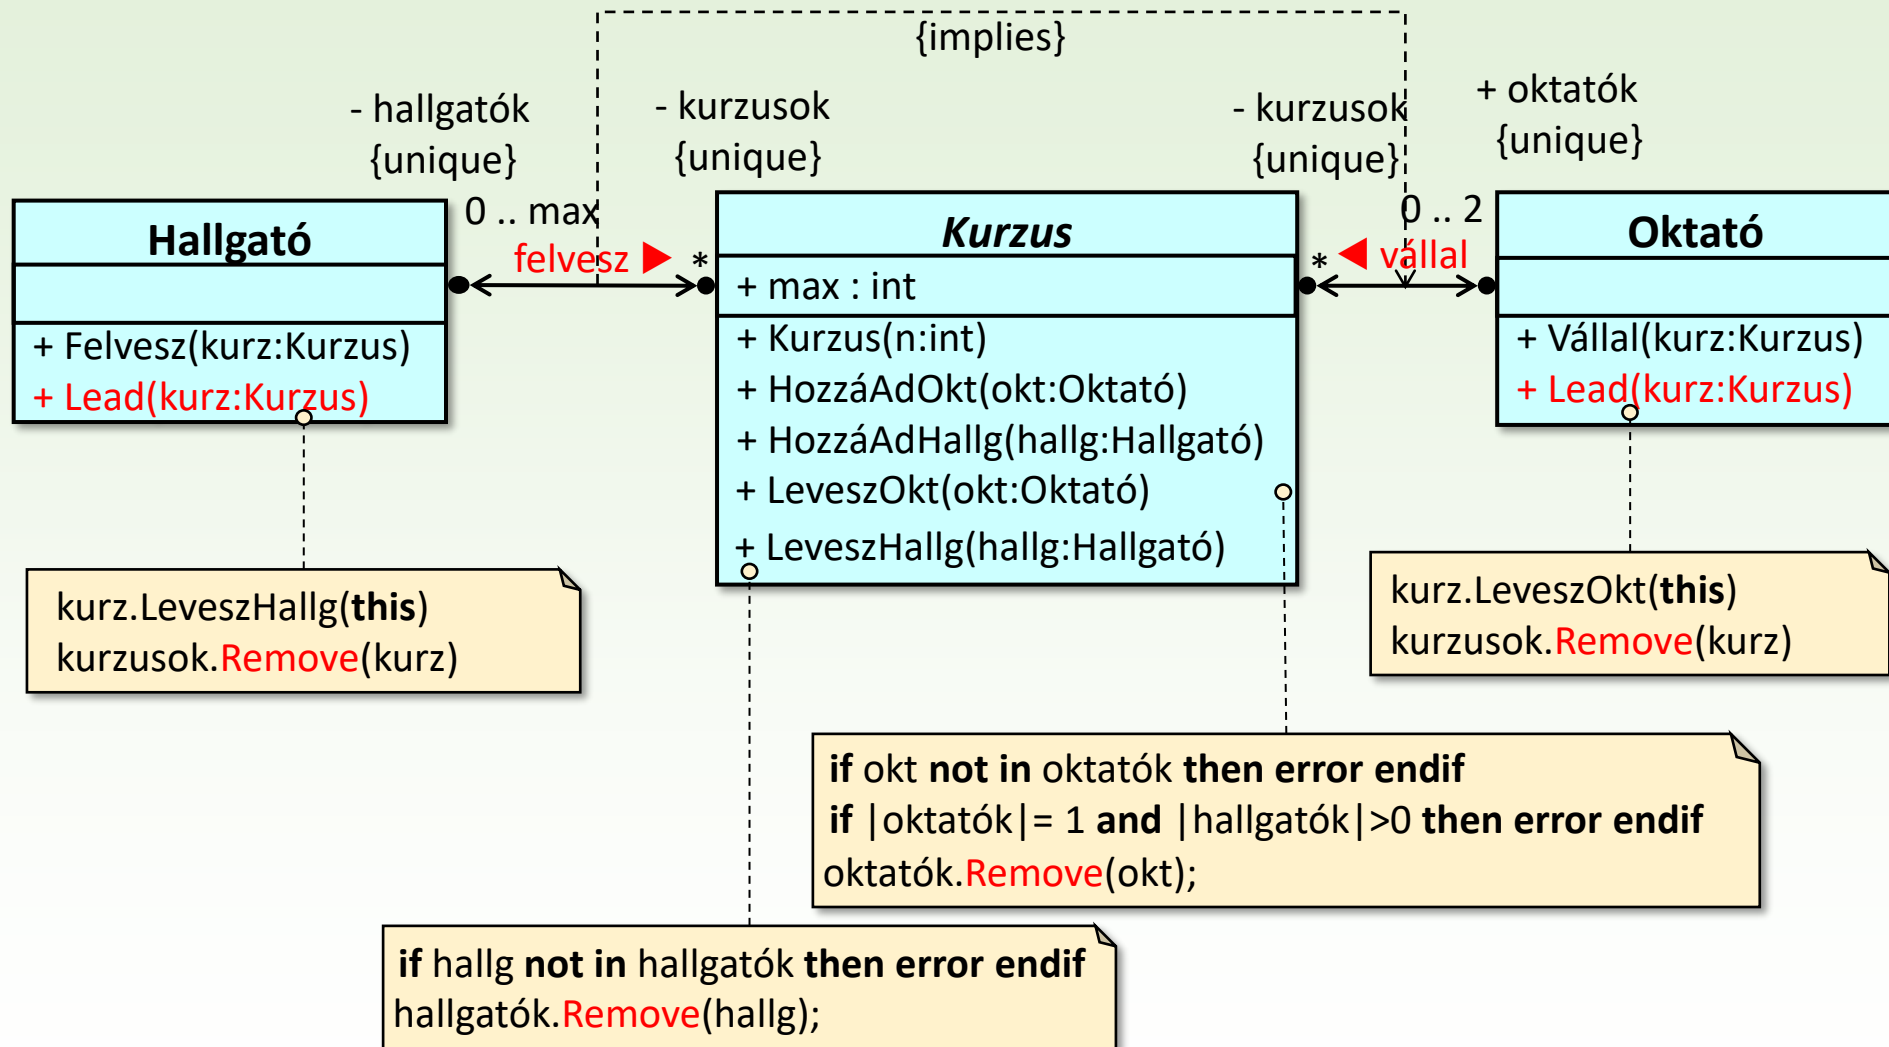 {implies}
- hallgatók
{unique}
- kurzusok
{unique}
- kurzusok
{unique}
+ oktatók
{unique}
0 .. max
felvesz ▶ *
0 .. 2
* ◀ vállal
Hallgató
+ Felvesz(kurz:Kurzus)
+ Lead(kurz:Kurzus)
Kurzus
+ max : int
+ Kurzus(n:int)
+ HozzáAdOkt(okt:Oktató)
+ HozzáAdHallg(hallg:Hallgató)
+ LeveszOkt(okt:Oktató)
+ LeveszHallg(hallg:Hallgató)
Oktató
+ Vállal(kurz:Kurzus)
+ Lead(kurz:Kurzus)
kurz.LeveszHallg(this)
kurzusok.Remove(kurz)
kurz.LeveszOkt(this)
kurzusok.Remove(kurz)
if okt not in oktatók then error endif
if |oktatók|= 1 and |hallgatók|>0 then error endif
oktatók.Remove(okt);
if hallg not in hallgatók then error endif
hallgatók.Remove(hallg);